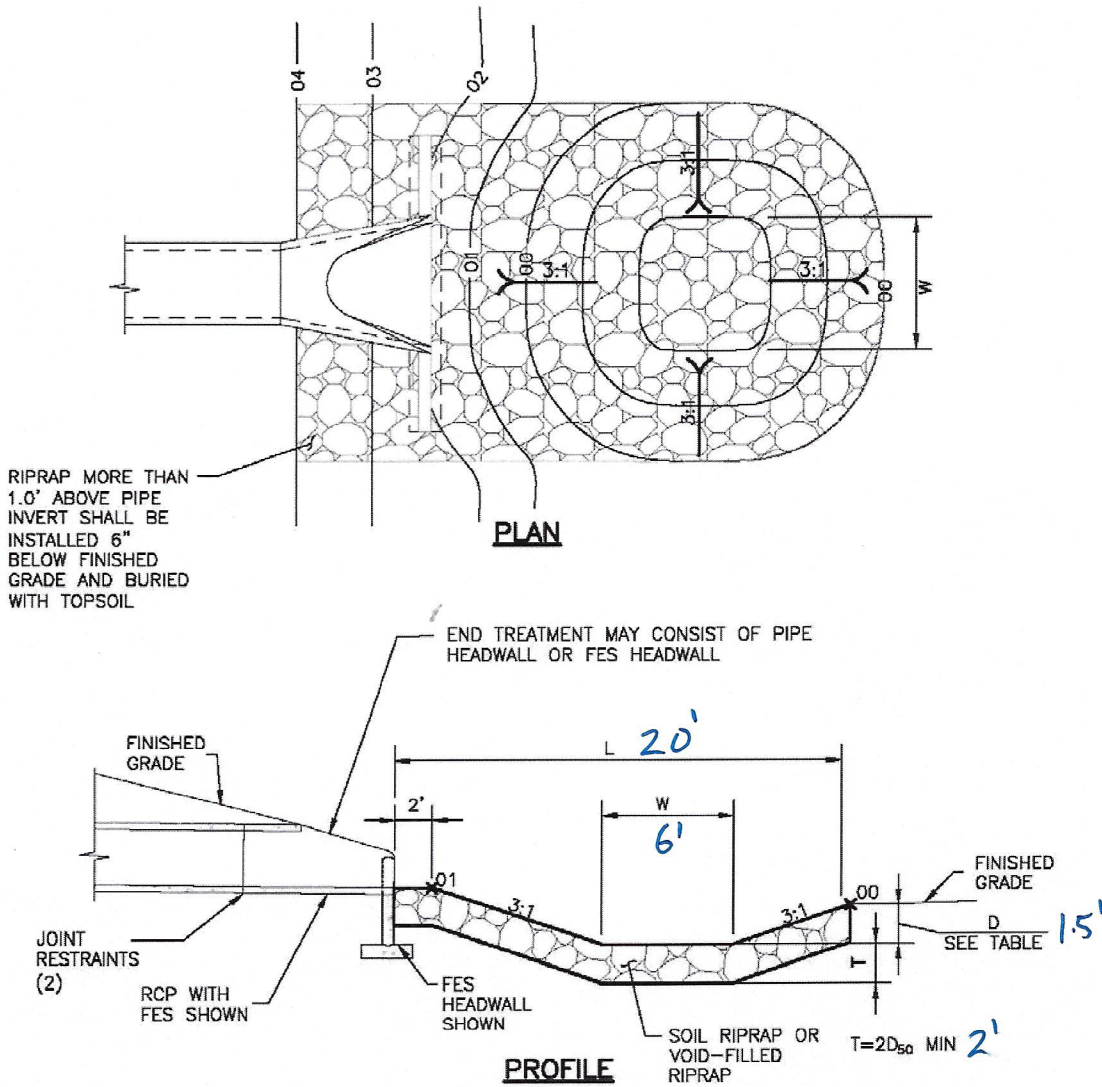 04
03
02
01
00
3:1
3:1
3:1
00
W
3:1
RIPRAP MORE THAN
1.0' ABOVE PIPE
INVERT SHALL BE
INSTALLED 6"
BELOW FINISHED
GRADE AND BURIED
WITH TOPSOIL
PLAN
END TREATMENT MAY CONSIST OF PIPE
HEADWALL OR FES HEADWALL
FINISHED
GRADE
L 20'
2'
W
6'
01
3:1
3:1
00
FINISHED
GRADE
D
SEE TABLE 1.5'
T
JOINT
RESTRAINTS
(2)
RCP WITH
FES SHOWN
FES
HEADWALL
SHOWN
SOIL RIPRAP OR
VOID-FILLED
RIPRAP
T=2D50 MIN 2'
PROFILE